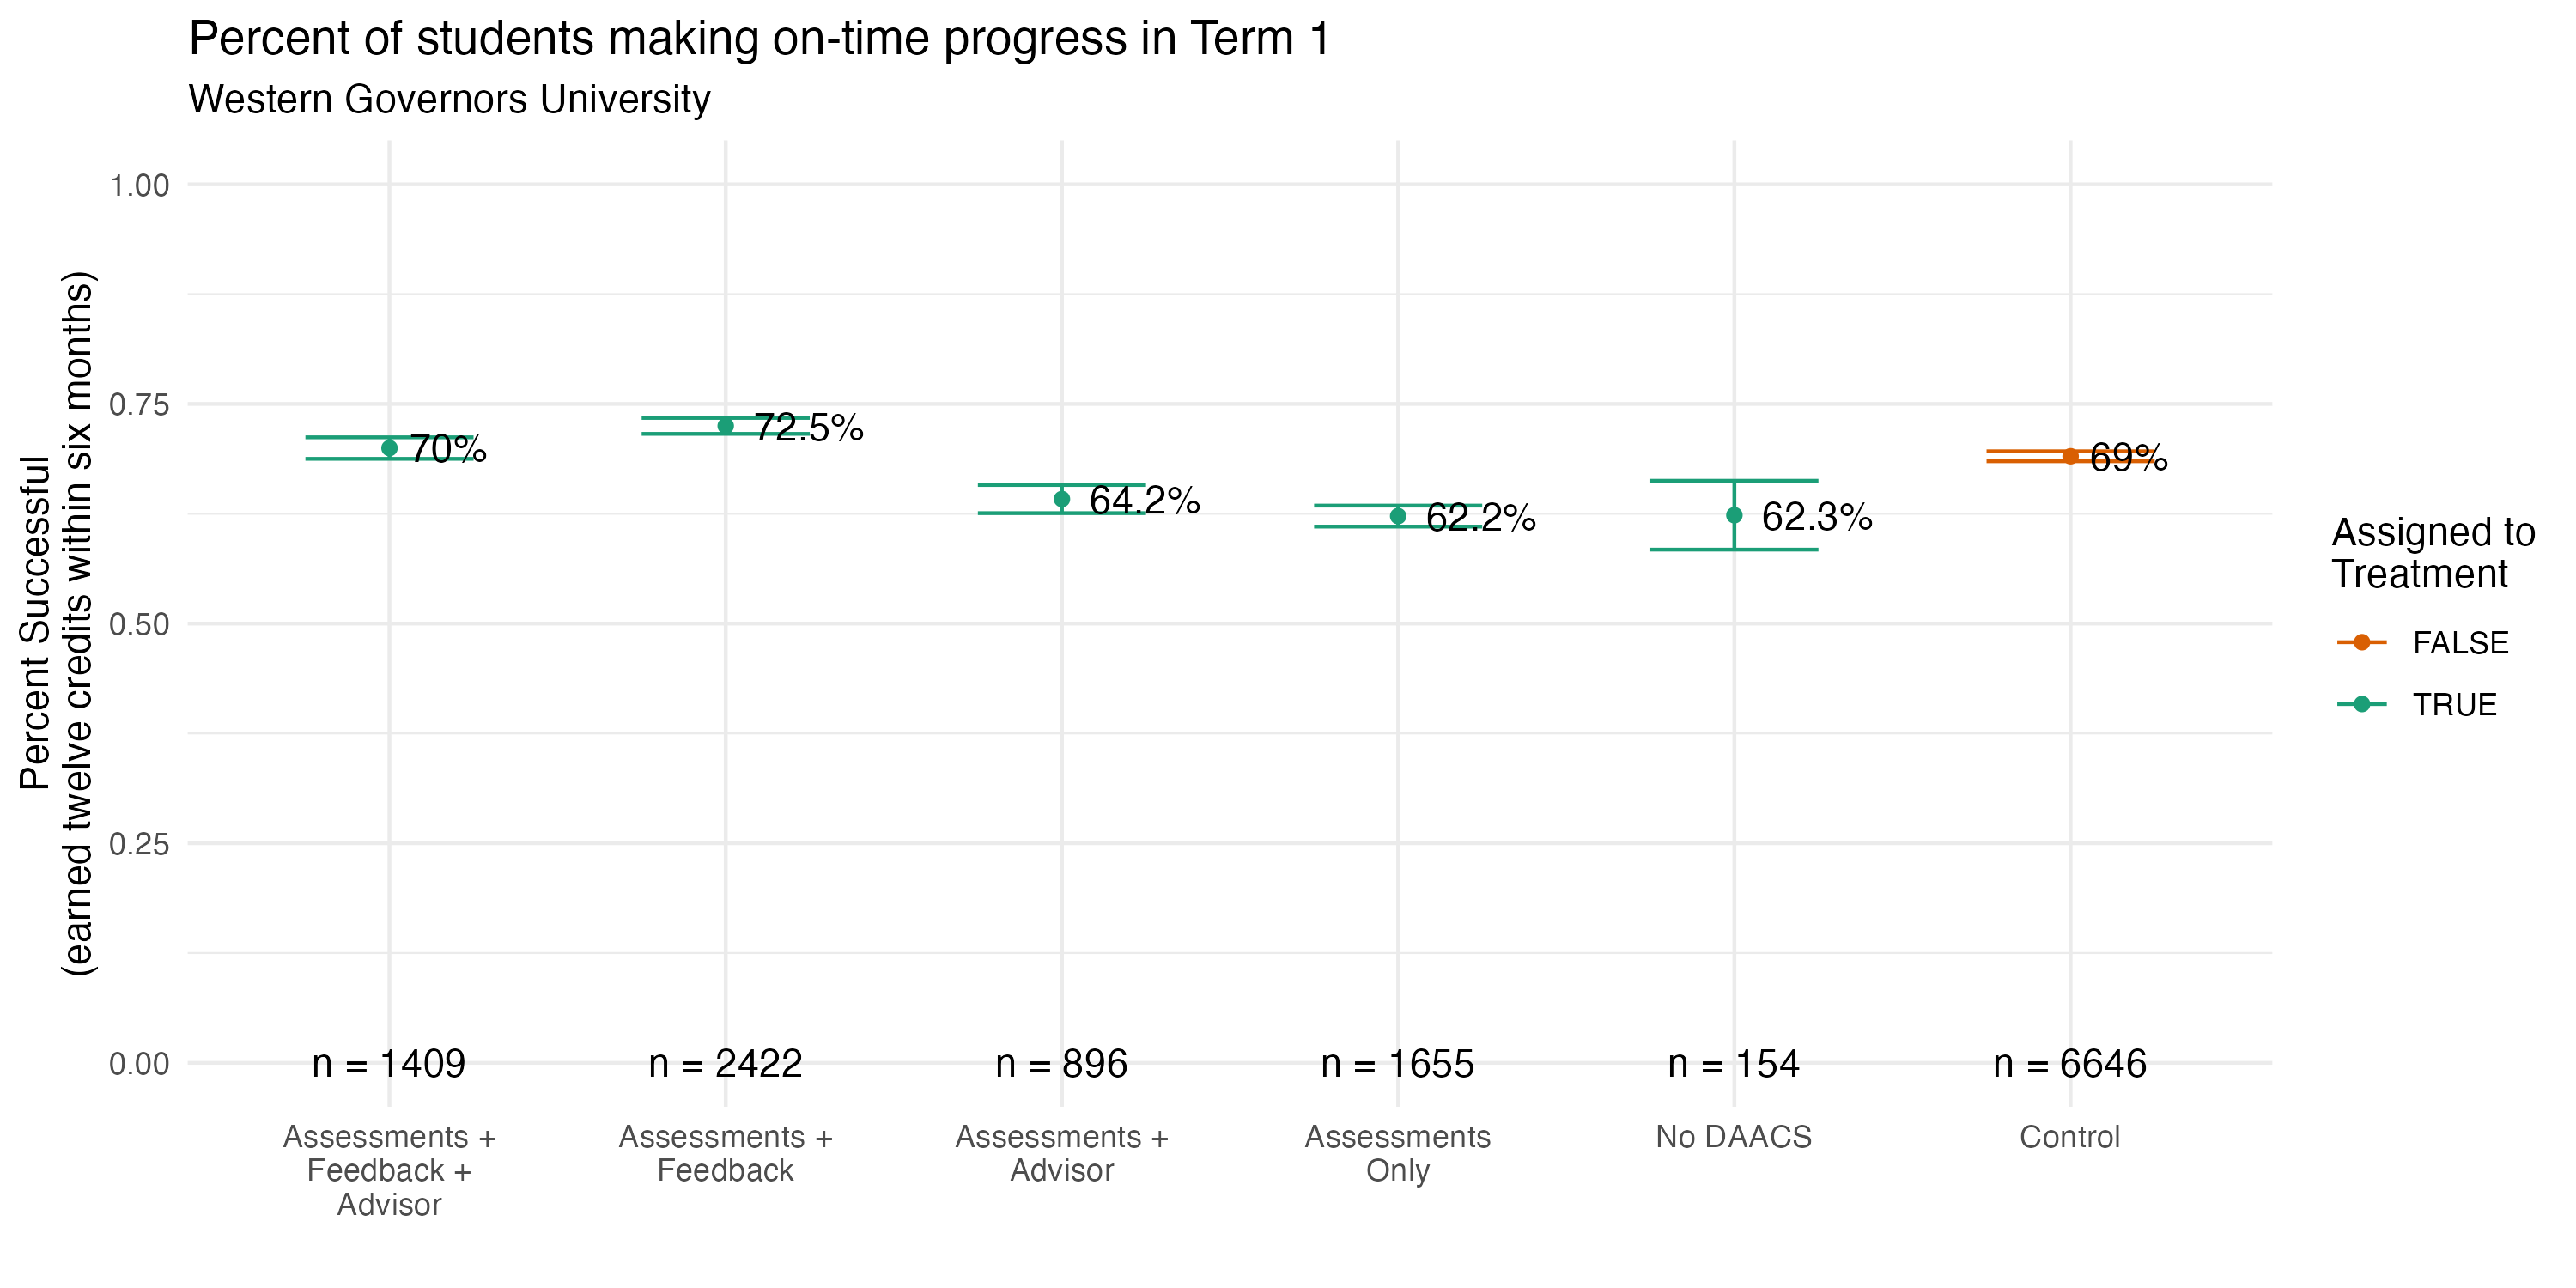 Percent of students making on-time progress in Term 1
Western Governors University
Percent Successful
(earned twelve credits within six months)
1.00
0.75
0.50
0.25
0.00
70%
72.5%
64.2%
62.2%
62.3%
69%
n = 1409
n = 2422
n = 896
n = 1655
n = 154
n = 6646
Assessments +
Feedback +
Advisor
Assessments +
Feedback
Assessments +
Advisor
Assessments
Only
No DAACS
Control
Assigned to
Treatment
FALSE
TRUE